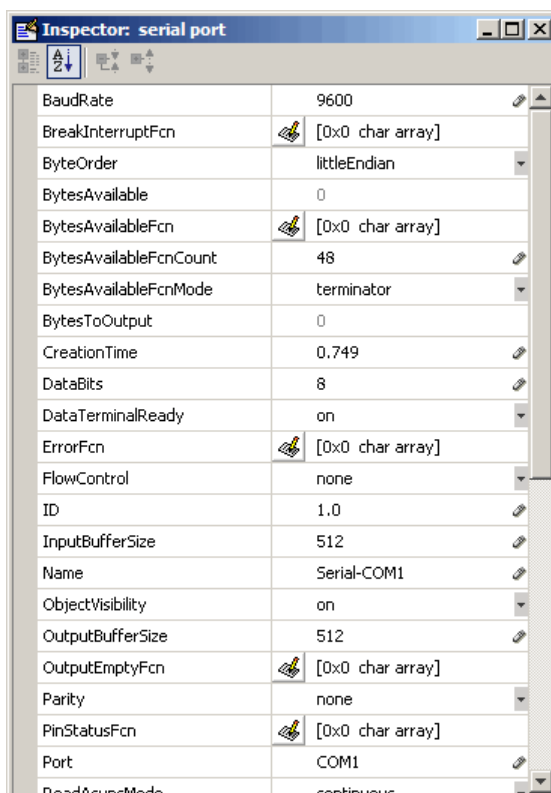 Inspector: serial port
BaudRate 9600
BreakInterruptFcn [0x0 char array]
ByteOrder littleEndian
BytesAvailable 0
BytesAvailableFcn [0x0 char array]
BytesAvailableFcnCount 48
BytesAvailableFcnMode terminator
BytesToOutput 0
CreationTime 0.749
DataBits 8
DataTerminalReady on
ErrorFcn [0x0 char array]
FlowControl none
ID 1.0
InputBufferSize 512
Name Serial-COM1
ObjectVisibility on
OutputBufferSize 512
OutputEmptyFcn [0x0 char array]
Parity none
PinStatusFcn [0x0 char array]
Port COM1
ReadAsyncMode continuous